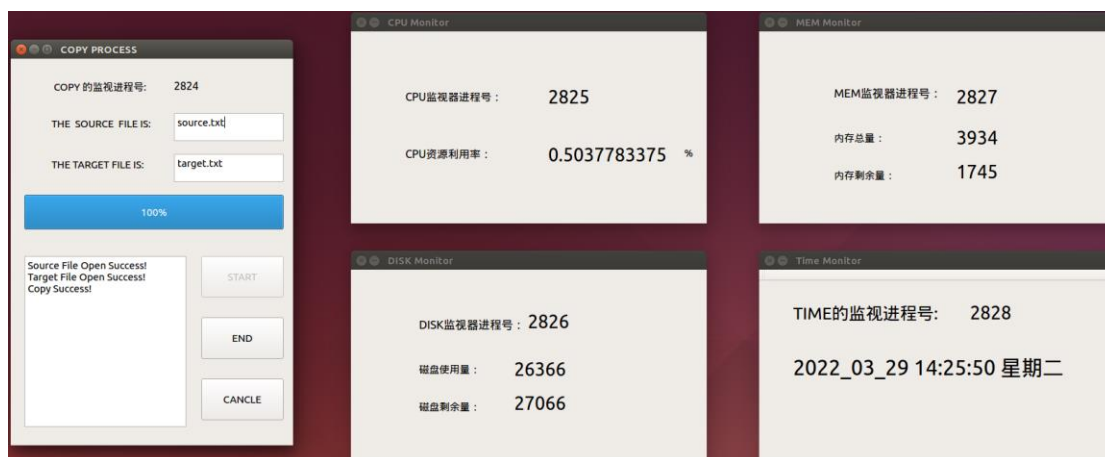 COPY PROCESS
COPY 的监视进程号: 2824
THE SOURCE FILE IS: source.txt
THE TARGET FILE IS: target.txt
100%
Source File Open Success!
Target File Open Success!
Copy Success!
START
END
CANCLE
CPU Monitor
CPU监视器进程号： 2825
CPU资源利用率： 0.5037783375 %
DISK Monitor
DISK监视器进程号： 2826
磁盘使用量： 26366
磁盘剩余量： 27066
MEM Monitor
MEM监视器进程号： 2827
内存总量： 3934
内存剩余量： 1745
Time Monitor
TIME的监视进程号: 2828
2022_03_29 14:25:50 星期二